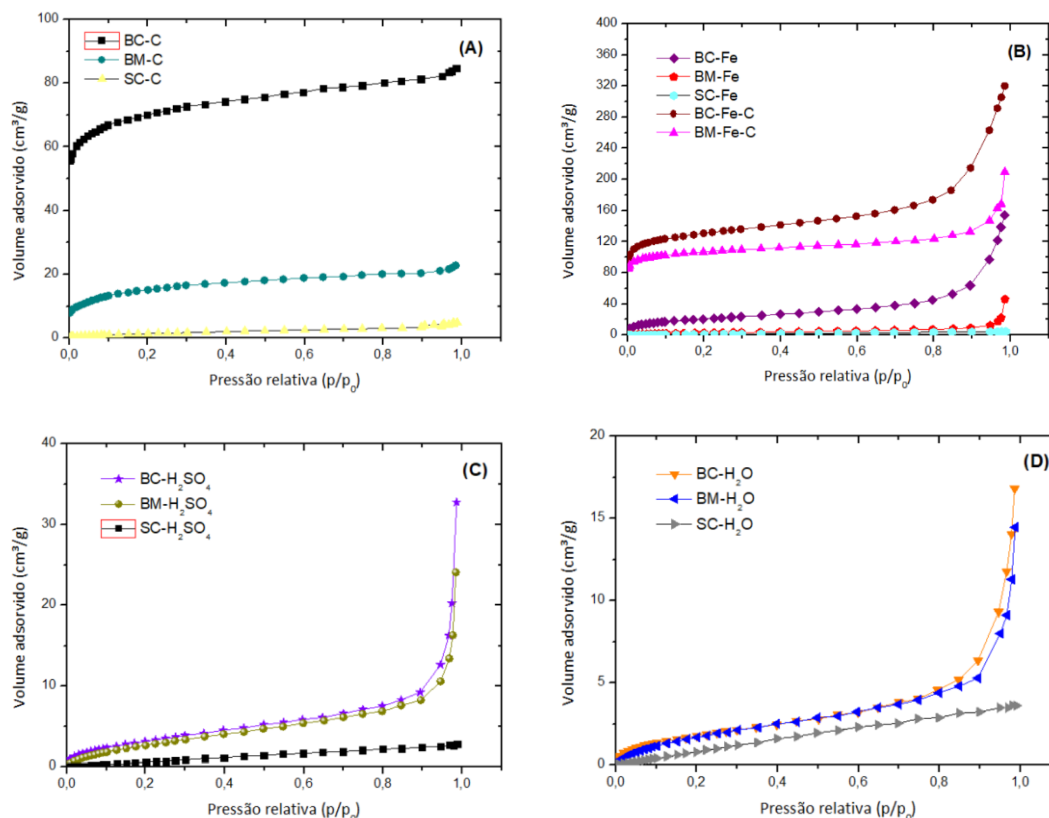 100
80
60
40
20
0
Volume adsorvido (cm³/g)
BC-C
BM-C
SC-C
(A)
0,0 0,2 0,4 0,6 0,8 1,0
Pressão relativa (p/p₀)
400
360
320
280
240
200
160
120
80
40
0
Volume adsorvido (cm³/g)
BC-Fe
BM-Fe
SC-Fe
BC-Fe-C
BM-Fe-C
(B)
0,0 0,2 0,4 0,6 0,8 1,0
Pressão relativa (p/p₀)
40
30
20
10
0
Volume adsorvido (cm³/g)
BC-H₂SO₄
BM-H₂SO₄
SC-H₂SO₄
(C)
0,0 0,2 0,4 0,6 0,8 1,0
Pressão relativa (p/p₀)
20
15
10
5
0
Volume adsorvido (cm³/g)
BC-H₂O
BM-H₂O
SC-H₂O
(D)
0,0 0,2 0,4 0,6 0,8 1,0
Pressão relativa (p/p₀)